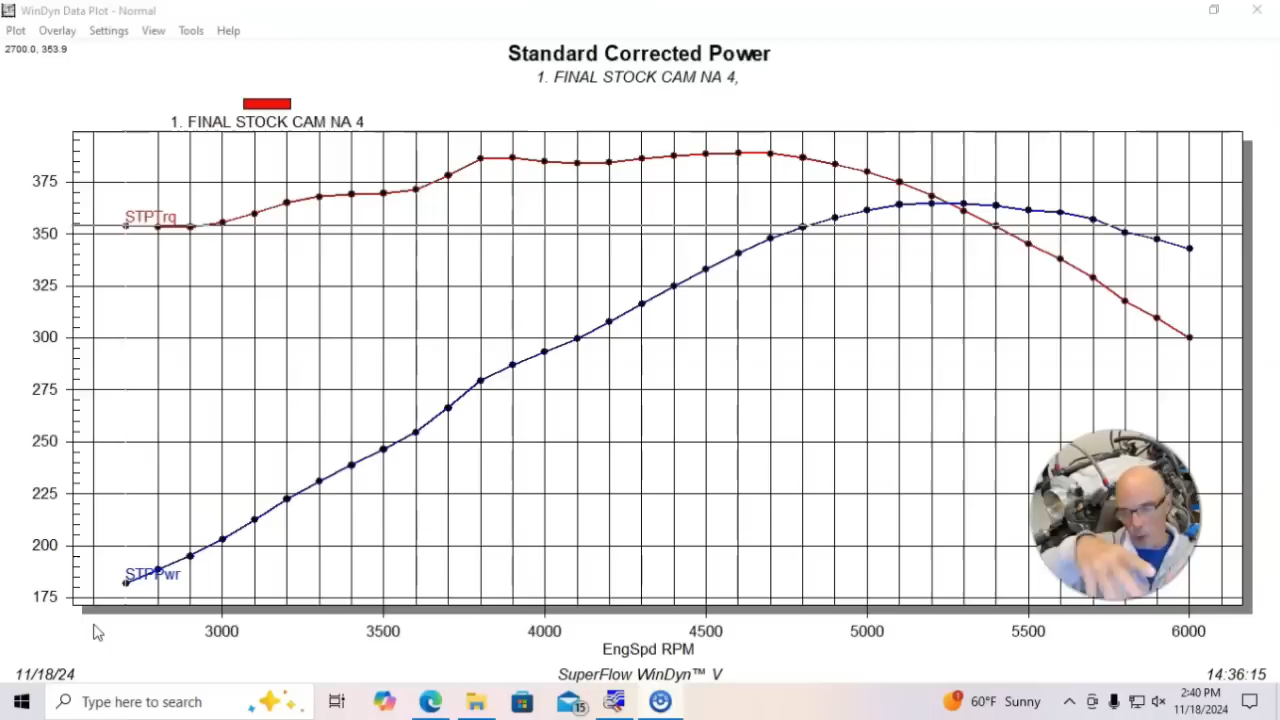 WinDyn Data Plot - Normal
Plot Overlay Settings View Tools Help
2700.0, 353.9
Standard Corrected Power
1. FINAL STOCK CAM NA 4,
1. FINAL STOCK CAM NA 4
375
STPTrq
350
325
300
275
250
225
200
STPPwr
175
3000 3500 4000 4500 5000 5500 6000
EngSpd RPM
11/18/24 SuperFlow WinDyn™ V 14:36:15
Type here to search 15 60°F Sunny 2:40 PM
11/18/2024